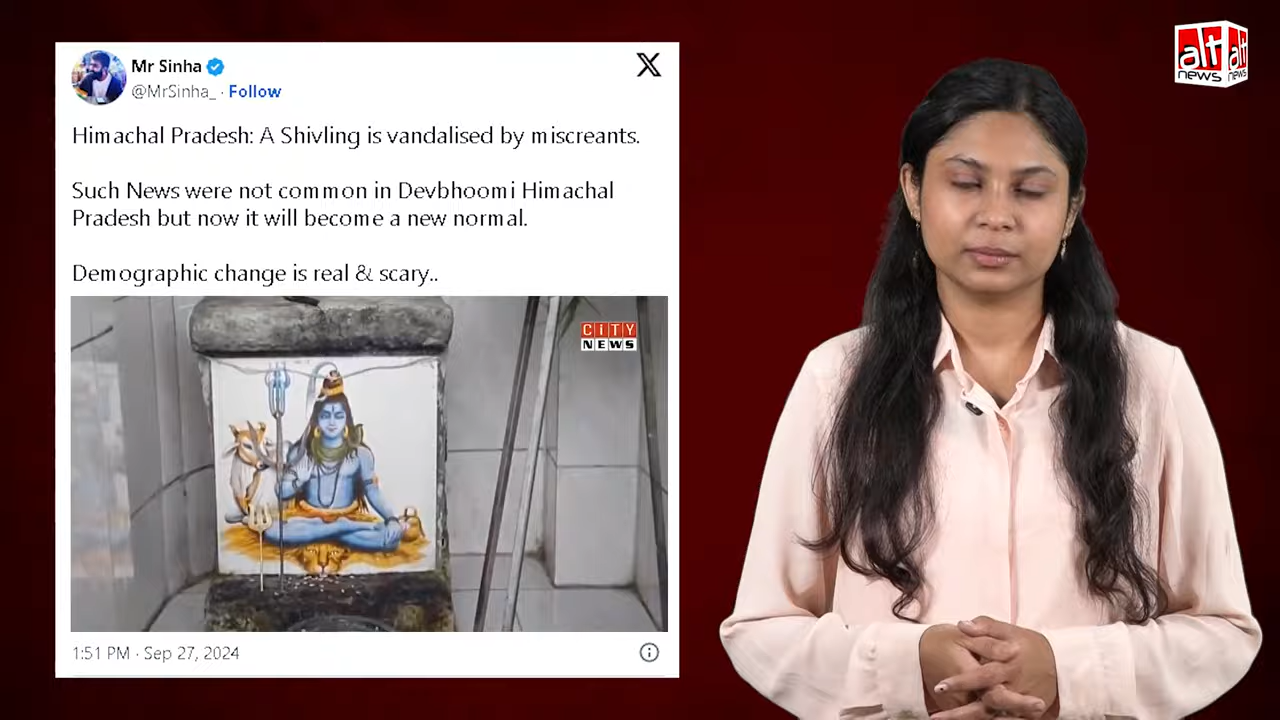 Mr Sinha
@MrSinha_ · Follow
Himachal Pradesh: A Shivling is vandalised by miscreants.
Such News were not common in Devbhoomi Himachal
Pradesh but now it will become a new normal.
Demographic change is real & scary..
CiTY
NEWS
1:51 PM · Sep 27, 2024
alt
news
alt
news